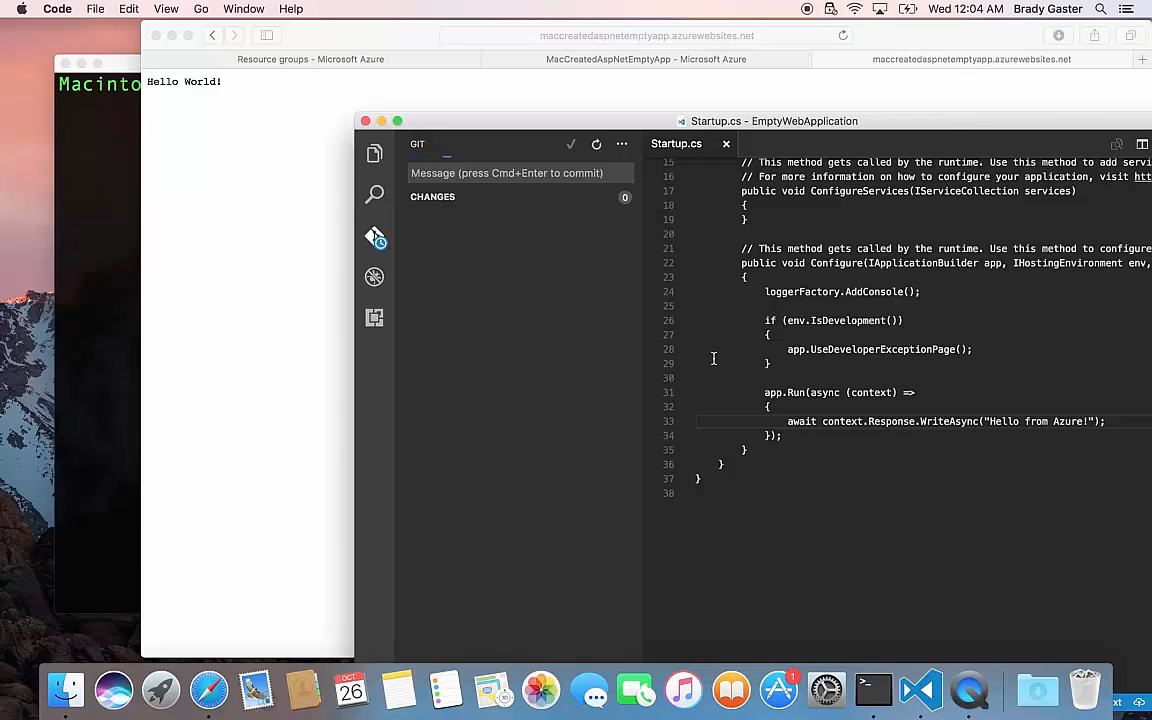 Code File Edit View Go Window Help Wed 12:04 AM Brady Gaster
maccreatedaspnetemptyapp.azurewebsites.net
Resource groups - Microsoft Azure MacCreatedAspNetEmptyApp - Microsoft Azure maccreatedaspnetemptyapp.azurewebsites.net
Macinto
Hello World!
Startup.cs - EmptyWebApplication
GIT
Startup.cs
Message (press Cmd+Enter to commit)
CHANGES 0
15 // This method gets called by the runtime. Use this method to add servi
16 // For more information on how to configure your application, visit htt
17 public void ConfigureServices(IServiceCollection services)
18 {
19 }
20
21 // This method gets called by the runtime. Use this method to configure
22 public void Configure(IApplicationBuilder app, IHostingEnvironment env,
23 {
24 loggerFactory.AddConsole();
25
26 if (env.IsDevelopment())
27 {
28 app.UseDeveloperExceptionPage();
29 }
30
31 app.Run(async (context) =>
32 {
33 await context.Response.WriteAsync("Hello from Azure!");
34 });
35 }
36 }
37 }
38
OCT
26
1
xt